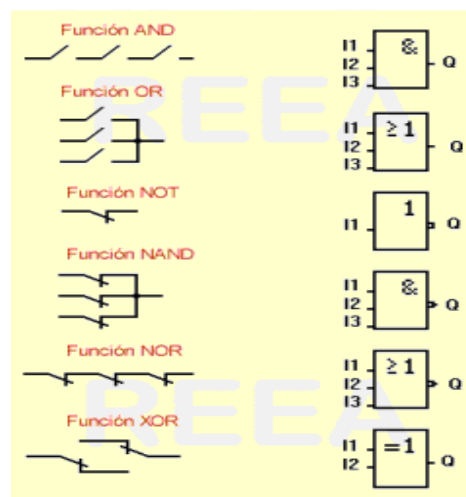 Función AND
I1
I2
I3
&
Q
REEA
Función OR
I1
I2
I3
≥1
Q
Función NOT
I1
1
Q
Función NAND
I1
I2
I3
&
Q
Función NOR
I1
I2
I3
≥1
Q
REEA
Función XOR
I1
I2
=1
Q